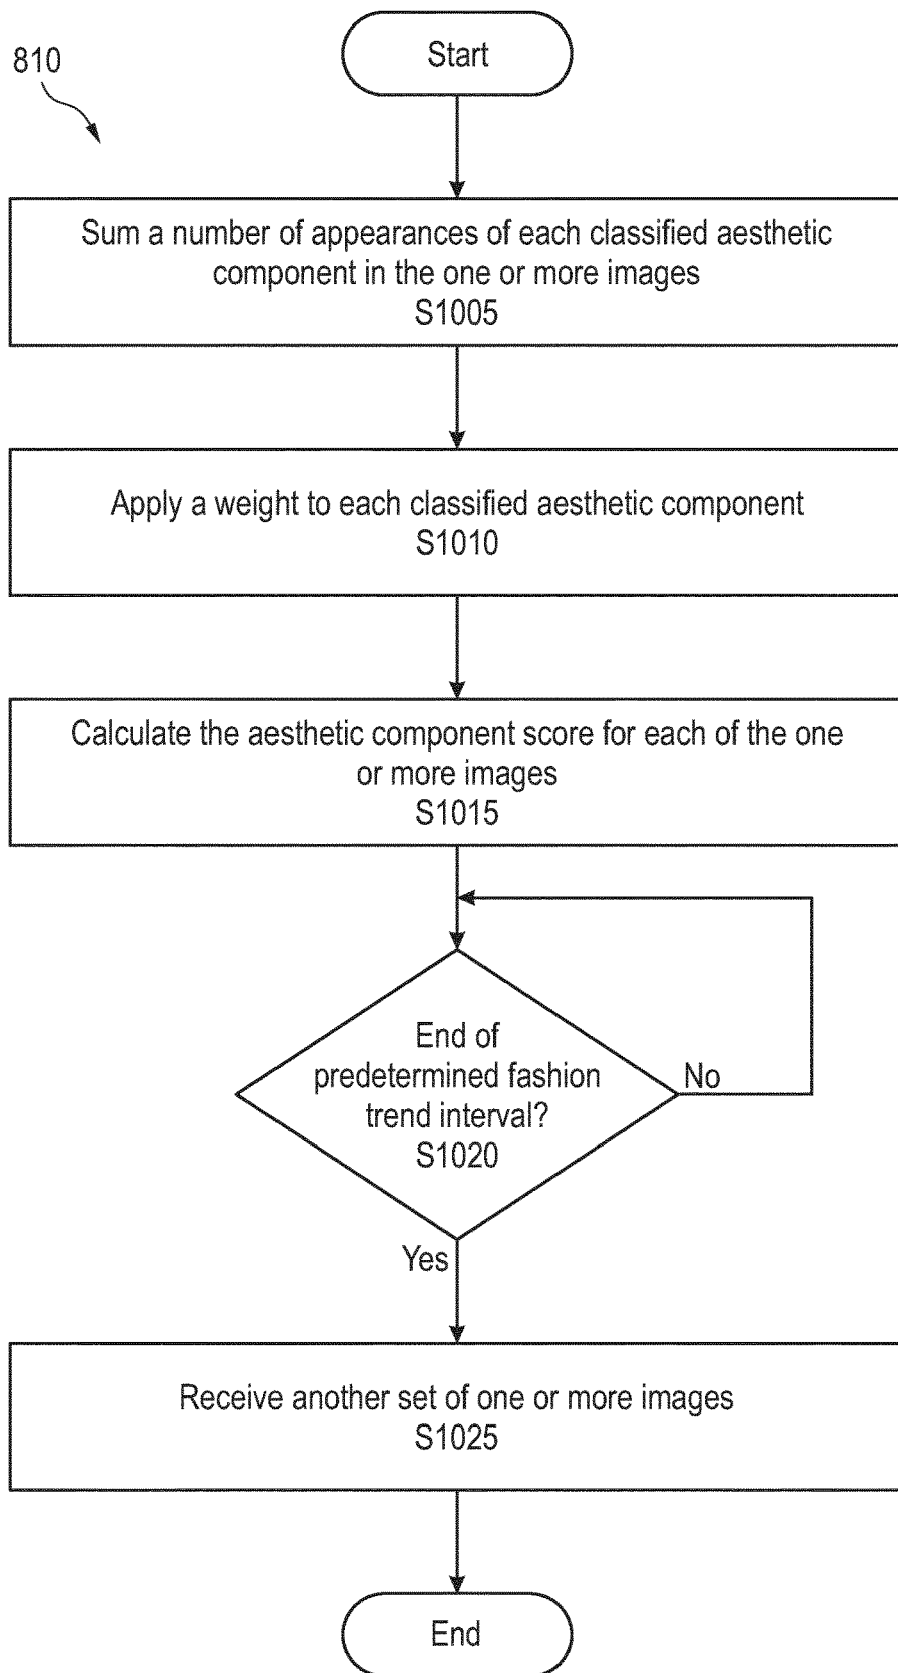 810
Start
Sum a number of appearances of each classified aesthetic
component in the one or more images
S1005
Apply a weight to each classified aesthetic component
S1010
Calculate the aesthetic component score for each of the one
or more images
S1015
End of
predetermined fashion
trend interval?
S1020
No
Yes
Receive another set of one or more images
S1025
End